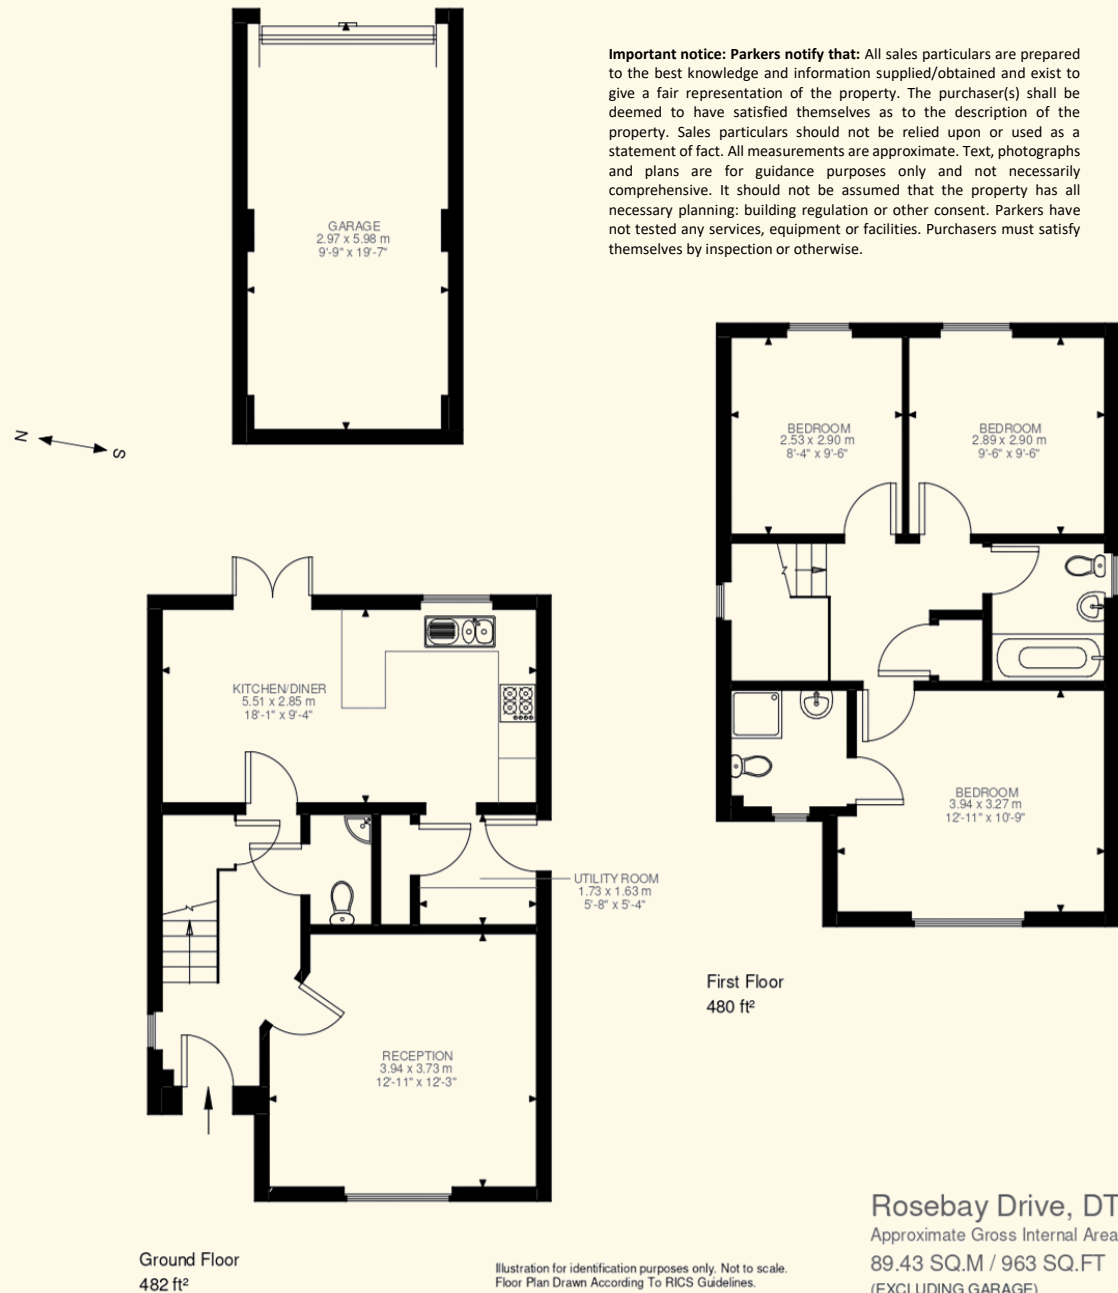 Important notice: Parkers notify that: All sales particulars are prepared
to the best knowledge and information supplied/obtained and exist to
give a fair representation of the property. The purchaser(s) shall be
deemed to have satisfied themselves as to the description of the
property. Sales particulars should not be relied upon or used as a
statement of fact. All measurements are approximate. Text, photographs
and plans are for guidance purposes only and not necessarily
comprehensive. It should not be assumed that the property has all
necessary planning: building regulation or other consent. Parkers have
not tested any services, equipment or facilities. Purchasers must satisfy
themselves by inspection or otherwise.
GARAGE
2.97 x 5.98 m
9'-9" x 19'-7"
N
S
BEDROOM
2.53 x 2.90 m
8'-4" x 9'-6"
BEDROOM
2.89 x 2.90 m
9'-6" x 9'-6"
KITCHEN/DINER
5.51 x 2.85 m
18'-1" x 9'-4"
BEDROOM
3.94 x 3.27 m
12'-11" x 10'-9"
UTILITY ROOM
1.73 x 1.63 m
5'-8" x 5'-4"
First Floor
480 ft²
RECEPTION
3.94 x 3.73 m
12'-11" x 12'-3"
Ground Floor
482 ft²
Illustration for identification purposes only. Not to scale.
Floor Plan Drawn According To RICS Guidelines.
Rosebay Drive, DT
Approximate Gross Internal Area
89.43 SQ.M / 963 SQ.FT
(EXCLUDING GARAGE)